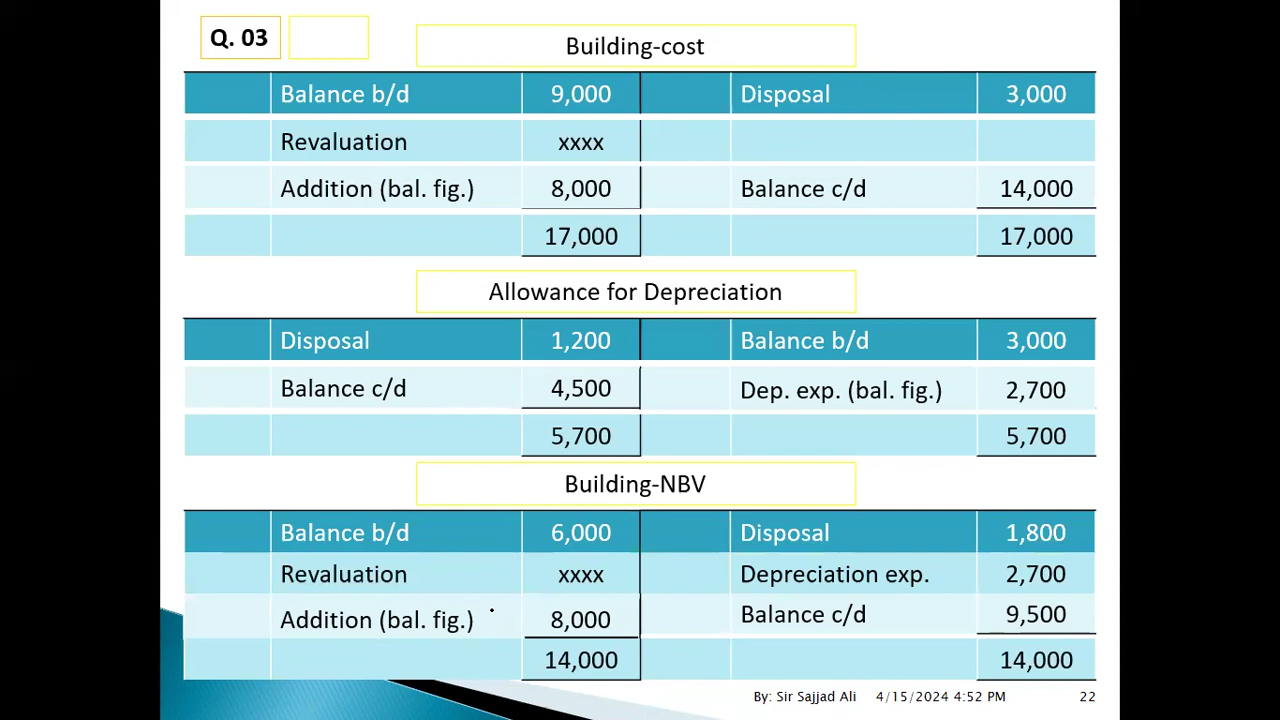 Q. 03
Building-cost
Balance b/d 9,000 Disposal 3,000
Revaluation xxxx
Addition (bal. fig.) 8,000 Balance c/d 14,000
17,000 17,000
Allowance for Depreciation
Disposal 1,200 Balance b/d 3,000
Balance c/d 4,500 Dep. exp. (bal. fig.) 2,700
5,700 5,700
Building-NBV
Balance b/d 6,000 Disposal 1,800
Revaluation xxxx Depreciation exp. 2,700
Addition (bal. fig.) 8,000 Balance c/d 9,500
14,000 14,000
By: Sir Sajjad Ali 4/15/2024 4:52 PM 22